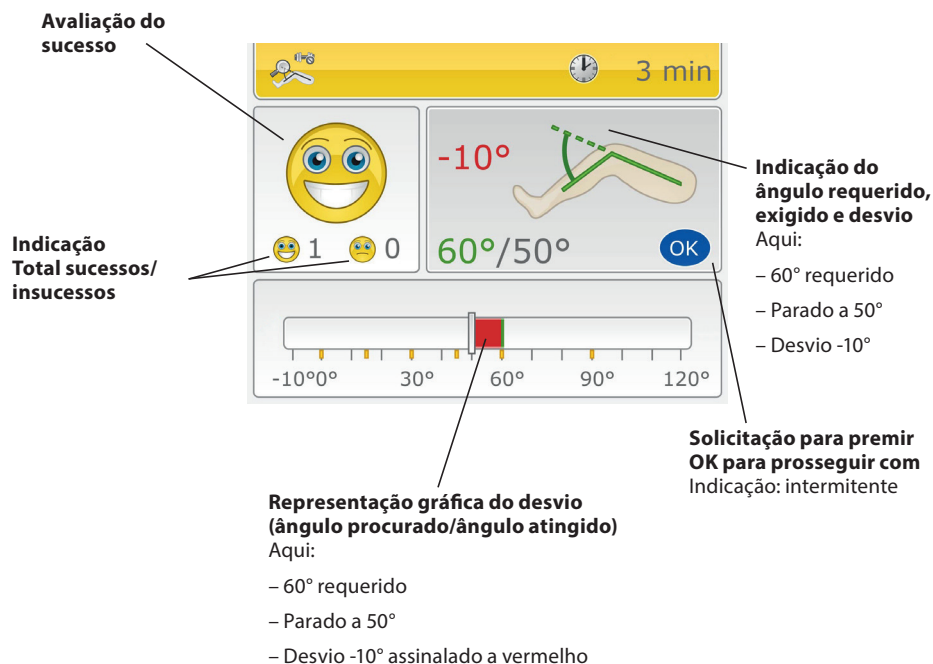 Avaliação do
sucesso
3 min
-10°
60°/50°
OK
1
0
Indicação
Total sucessos/
insucessos
Indicação do
ângulo requerido,
exigido e desvio
Aqui:
– 60° requerido
– Parado a 50°
– Desvio -10°
-10°0° 30° 60° 90° 120°
Solicitação para premir
OK para prosseguir com
Indicação: intermitente
Representação gráfica do desvio
(ângulo procurado/ângulo atingido)
Aqui:
– 60° requerido
– Parado a 50°
– Desvio -10° assinalado a vermelho